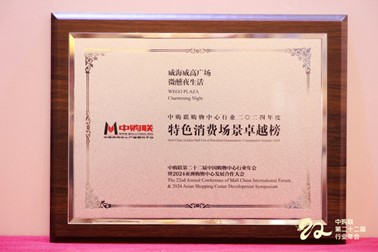 威海威高广场
微醺夜生活
WEGO PLAZA
Charmming Night
中购联购物中心行业二〇二四年度
中购联
特色消费场景卓越榜
中购联第二十二届中国购物中心行业年会
暨2024亚洲购物中心发展合作大会
The 22nd Annual Conference of Mall China International Forum
& 2024 Asian Shopping Center Development Symposium
中购联
第二十二届
行业年会